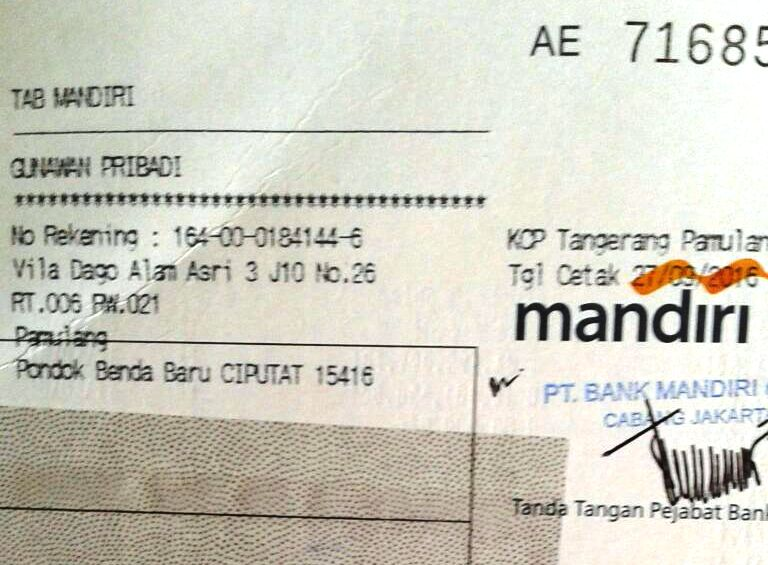 AE 71685
TAB MANDIRI
GUNAWAN PRIBADI
******************************************
No Rekening : 164-00-0184144-6
Vila Dago Alam Asri 3 J10 No.26
RT.006 RW.021
Pamulang
Pondok Benda Baru CIPUTAT 15416
KCP Tangerang Pamulan
Tgl Cetak 27/09/2016
mandiri
PT. BANK MANDIRI
CABANG JAKART
Tanda Tangan Pejabat Bank